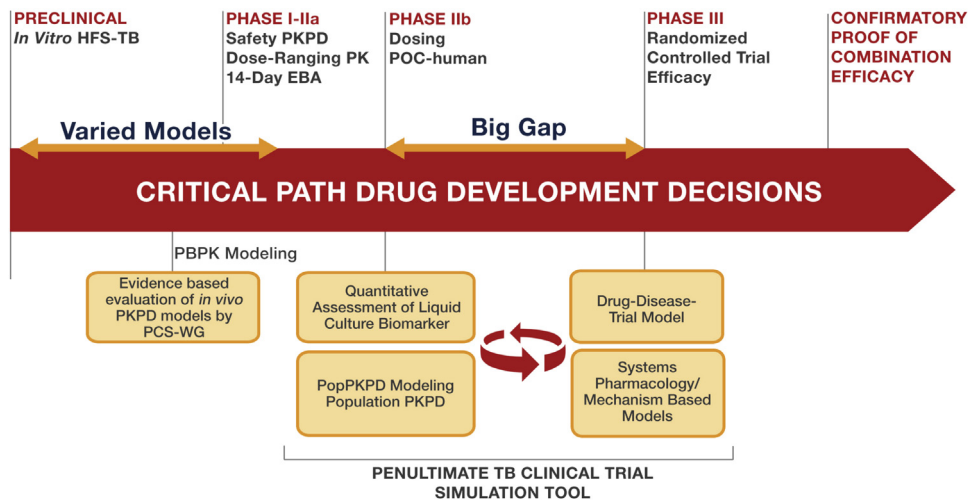 PRECLINICAL
In Vitro HFS-TB
PHASE I-IIa
Safety PKPD
Dose-Ranging PK
14-Day EBA
PHASE IIb
Dosing
POC-human
PHASE III
Randomized
Controlled Trial
Efficacy
CONFIRMATORY
PROOF OF
COMBINATION
EFFICACY
Varied Models
Big Gap
CRITICAL PATH DRUG DEVELOPMENT DECISIONS
PBPK Modeling
Evidence based
evaluation of in vivo
PKPD models by
PCS-WG
Quantitative
Assessment of Liquid
Culture Biomarker
Drug-Disease-
Trial Model
PopPKPD Modeling
Population PKPD
Systems
Pharmacology/
Mechanism Based
Models
PENULTIMATE TB CLINICAL TRIAL
SIMULATION TOOL